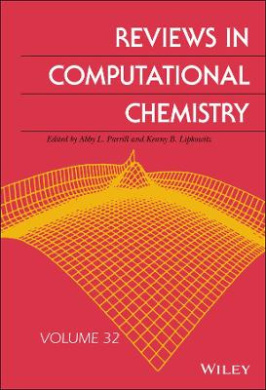 REVIEWS IN
COMPUTATIONAL
CHEMISTRY
Edited by Abby L. Parrill and Kenny B. Lipkowitz
VOLUME 32
WILEY